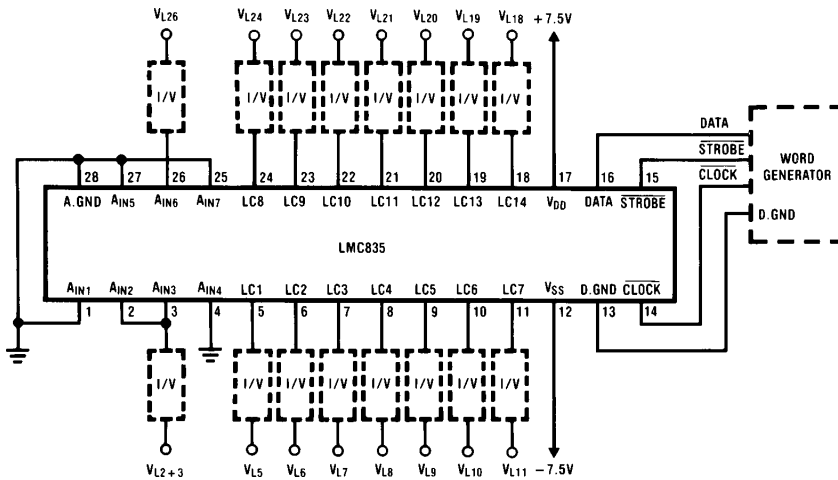 VL26 VL24 VL23 VL22 VL21 VL20 VL19 VL18 +7.5V
I/V I/V I/V I/V I/V I/V I/V I/V
DATA
STROBE
CLOCK
WORD
GENERATOR
D.GND
28 27 26 25 24 23 22 21 20 19 18 17 16 15
A.GND AIN5 AIN6 AIN7 LC8 LC9 LC10 LC11 LC12 LC13 LC14 VDD DATA STROBE
LMC835
AIN1 AIN2 AIN3 AIN4 LC1 LC2 LC3 LC4 LC5 LC6 LC7 VSS D.GND CLOCK
1 2 3 4 5 6 7 8 9 10 11 12 13 14
I/V I/V I/V I/V I/V I/V I/V I/V
VL2+3 VL5 VL6 VL7 VL8 VL9 VL10 VL11 −7.5V